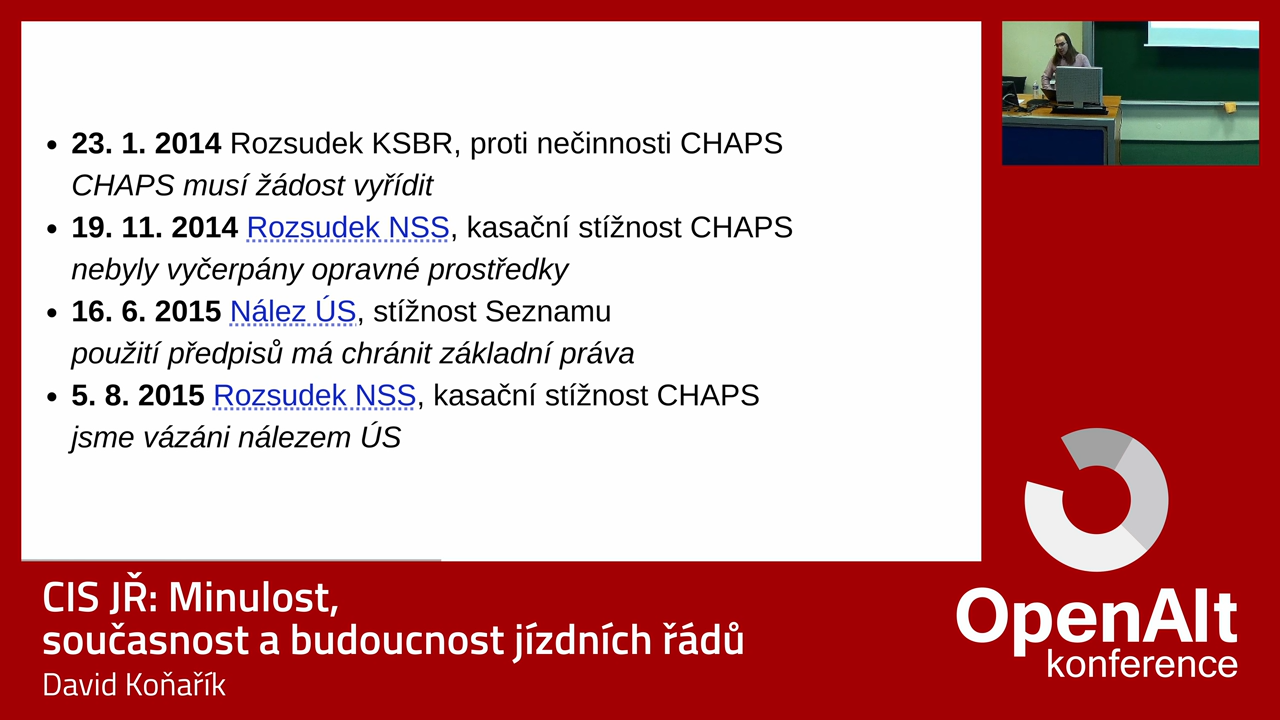 23. 1. 2014 Rozsudek KSBR, proti nečinnosti CHAPS
CHAPS musí žádost vyřídit
19. 11. 2014 Rozsudek NSS, kasační stížnost CHAPS
nebyly vyčerpány opravné prostředky
16. 6. 2015 Nález ÚS, stížnost Seznamu
použití předpisů má chránit základní práva
5. 8. 2015 Rozsudek NSS, kasační stížnost CHAPS
jsme vázáni nálezem ÚS
CIS JŘ: Minulost,
současnost a budoucnost jízdních řádů
David Koňařík
OpenAlt
konference